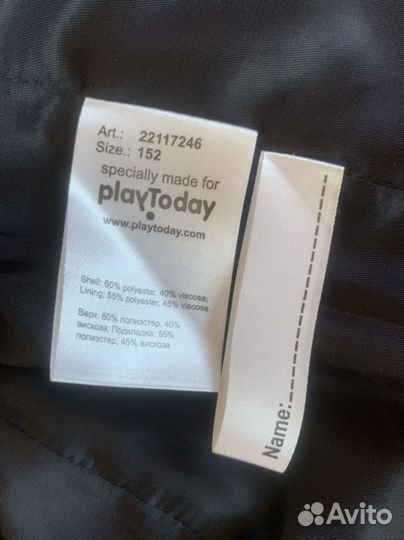 Art.: 22117246
Size.: 152
specially made for
playToday
www.playtoday.com
Shell: 60% polyester, 40% viscose;
Lining: 55% polyester, 45% viscose
Верх: 60% полиэстер, 40%
вискоза; Подкладка: 55%
полиэстер, 45% вискоза
Name:
Avito